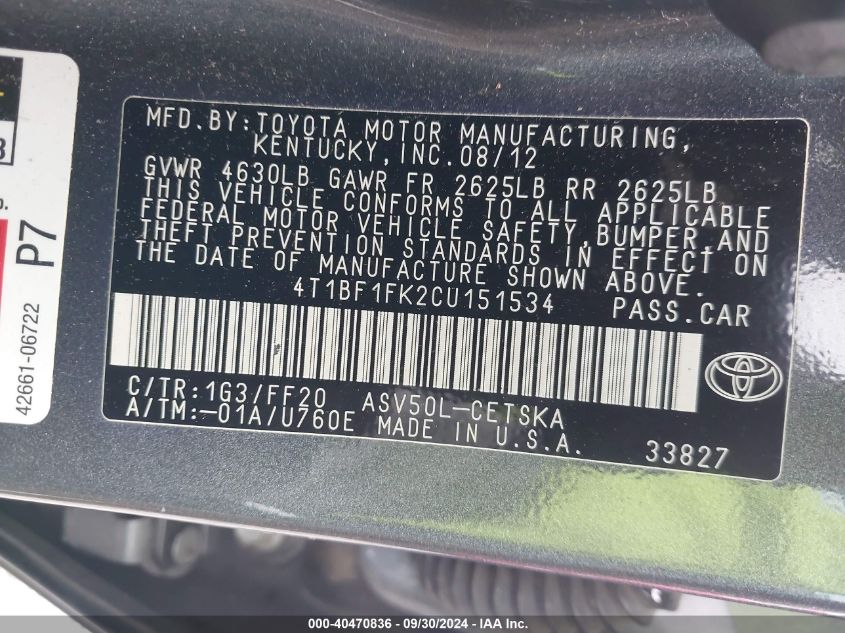 MFD.BY:TOYOTA MOTOR MANUFACTURING,
KENTUCKY, INC.08/12
GVWR 4630LB GAWR FR 2625LB RR 2625LB
THIS VEHICLE CONFORMS TO ALL APPLICABLE
FEDERAL MOTOR VEHICLE SAFETY, BUMPER, AND
THEFT PREVENTION STANDARDS IN EFFECT ON
THE DATE OF MANUFACTURE SHOWN ABOVE.
4T1BF1FK2CU151534 PASS.CAR
C/TR:1G3/FF20 ASV50L-CETSKA
A/TM:-01A/U760E MADE IN U.S.A.
33827
P7
42661-06722
000-40470836 - 09/30/2024 - IAA Inc.